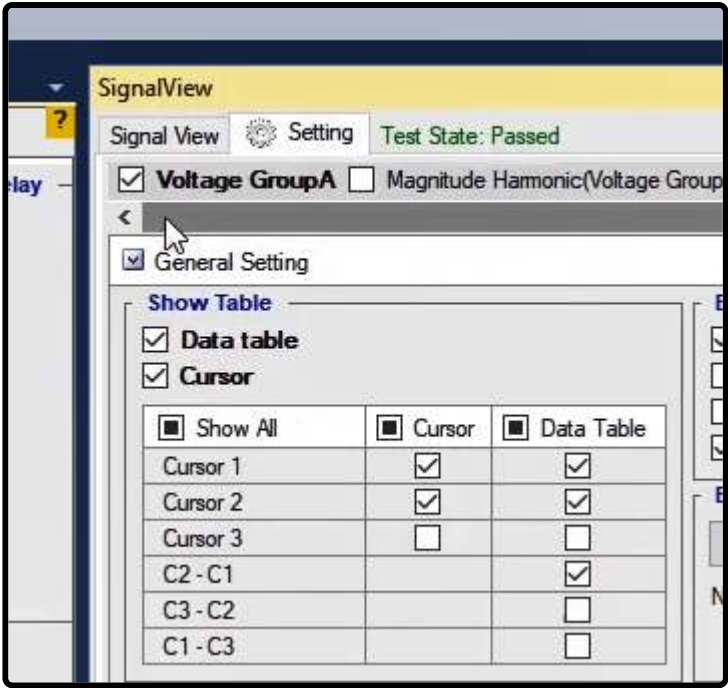 SignalView
?
Signal View Setting Test State: Passed
Voltage GroupA Magnitude Harmonic(Voltage Group
<
General Setting
Show Table
Data table
Cursor
Show All Cursor Data Table
Cursor 1
Cursor 2
Cursor 3
C2 - C1
C3 - C2
C1 - C3